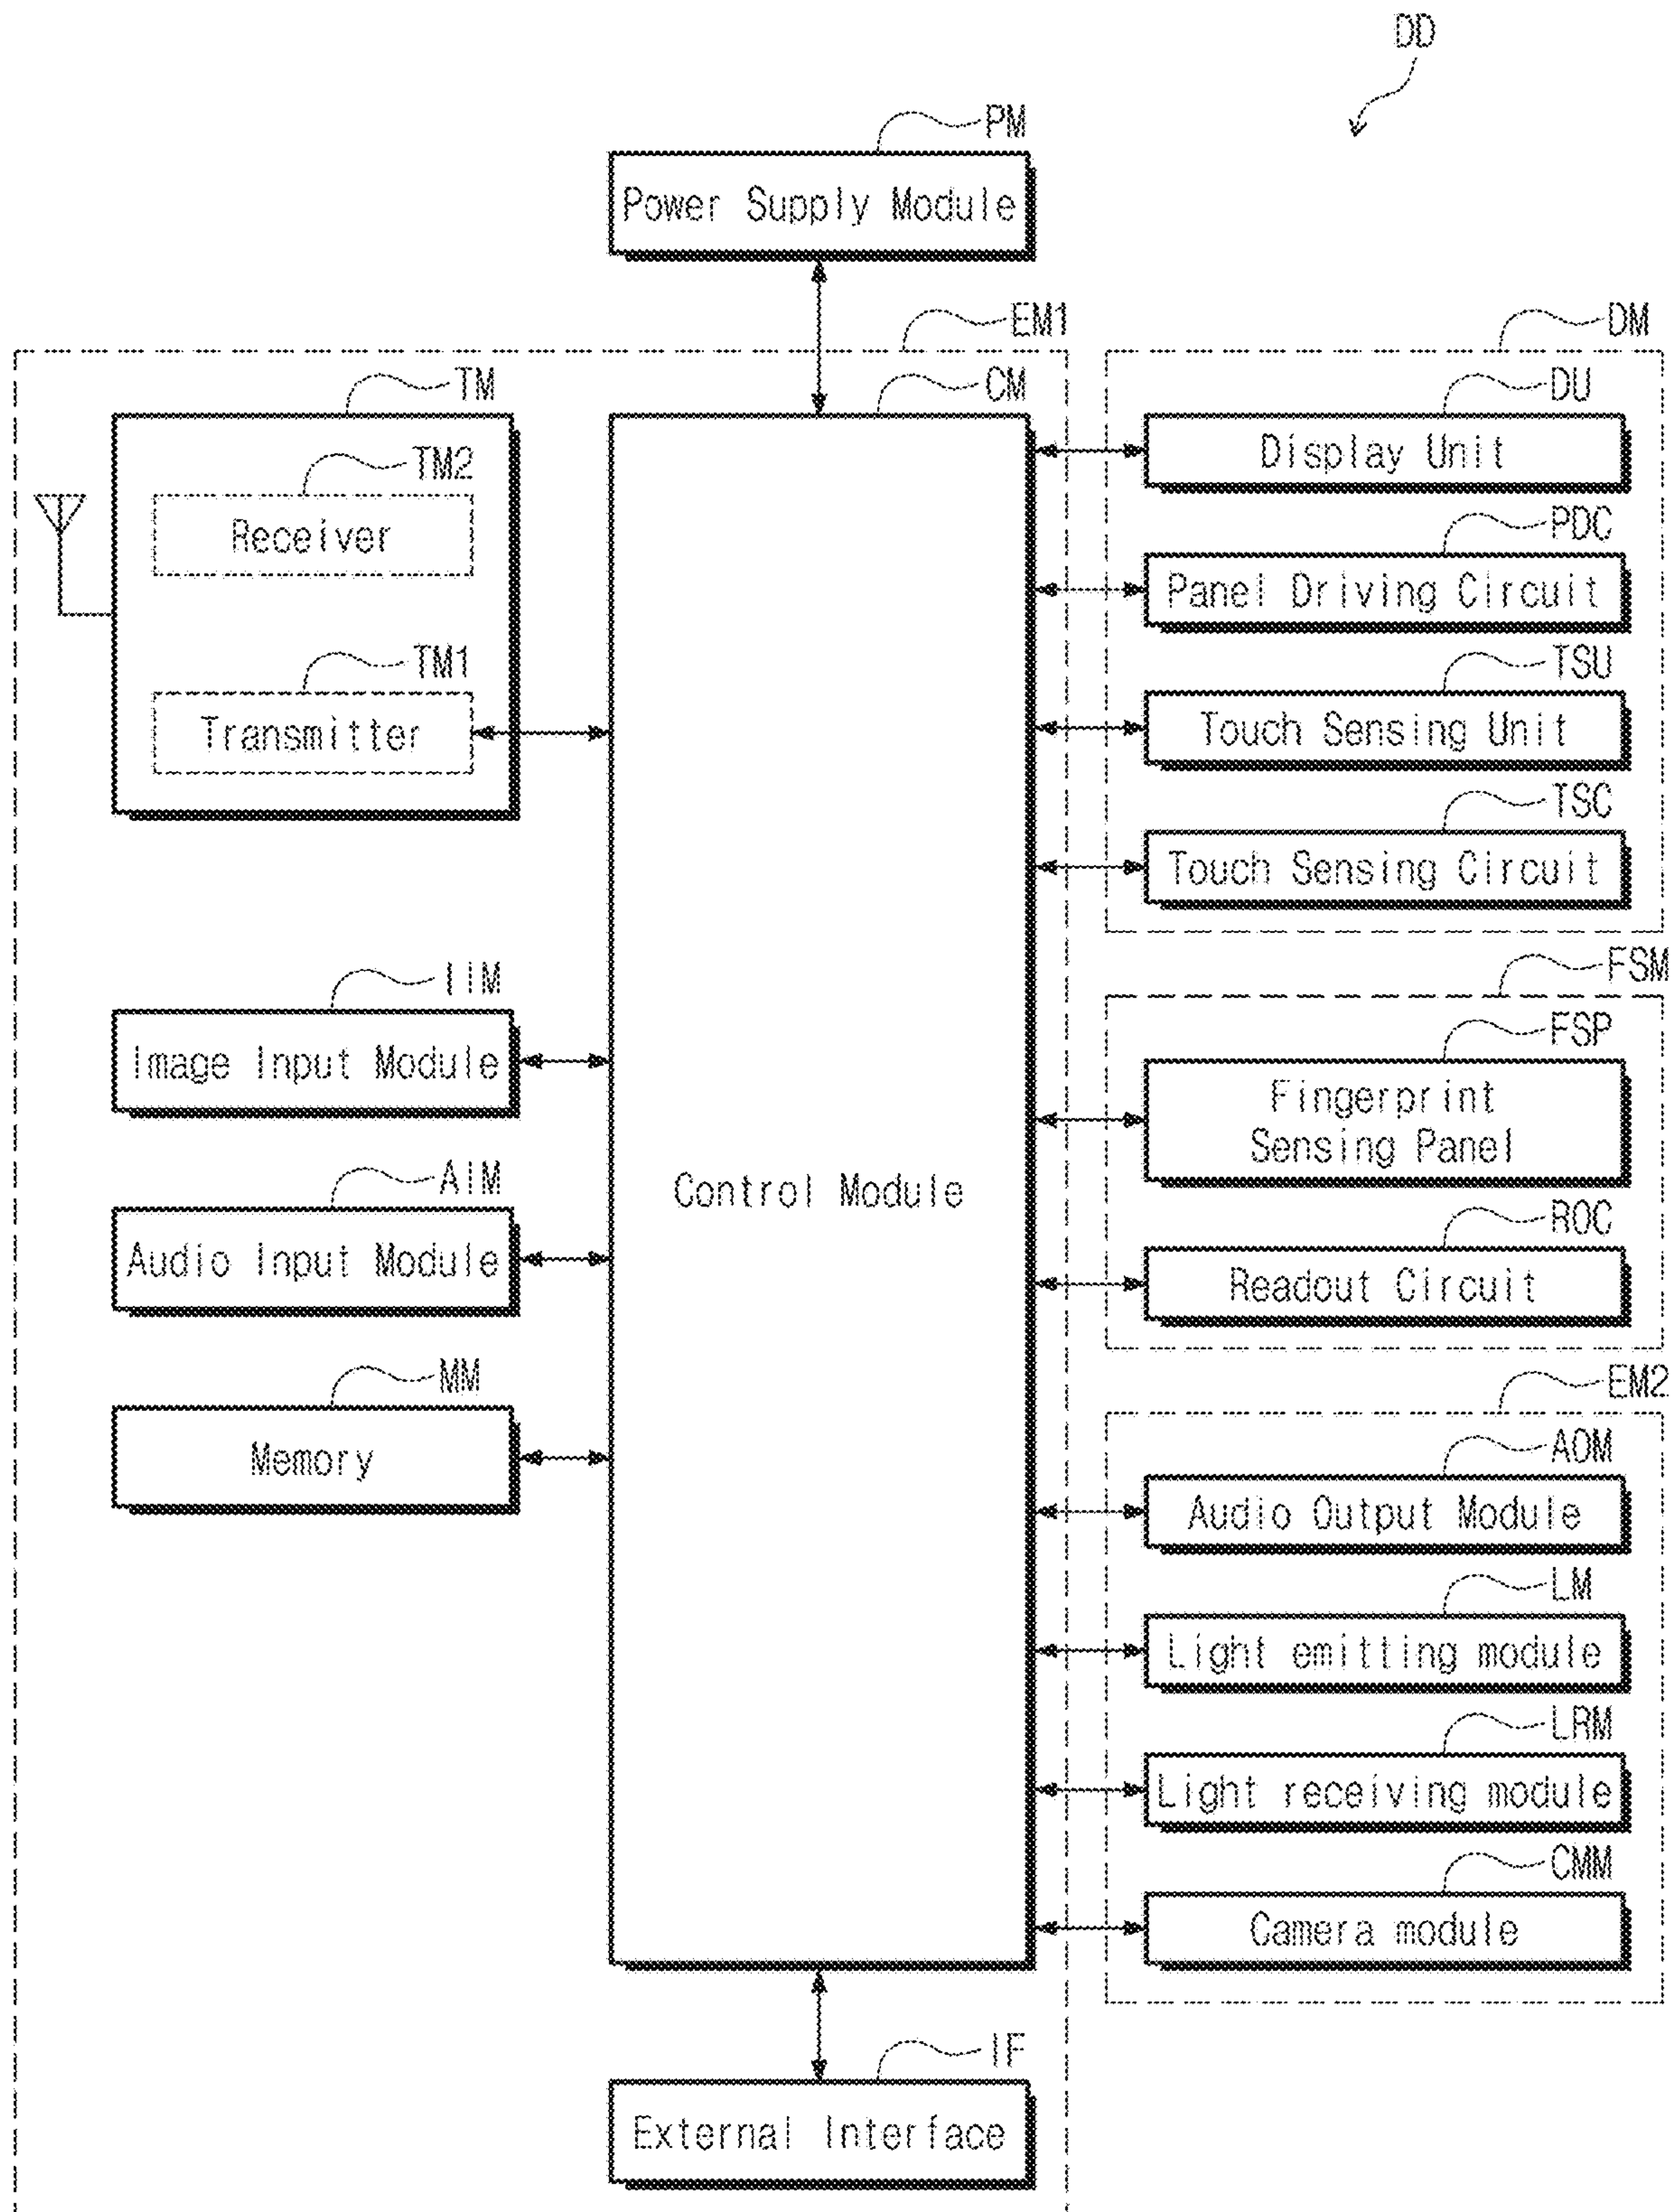 DD
PM
Power Supply Module
EM1
DM
TM
CM
DU
Display Unit
TM2
Receiver
PDC
Panel Driving Circuit
TM1
Transmitter
TSU
Touch Sensing Unit
TSC
Touch Sensing Circuit
IIM
Image Input Module
FSM
FSP
Fingerprint
Sensing Panel
AIM
Audio Input Module
Control Module
ROC
Readout Circuit
MM
Memory
EM2
AOM
Audio Output Module
LM
Light emitting module
LRM
Light receiving module
CMM
Camera module
IF
External Interface